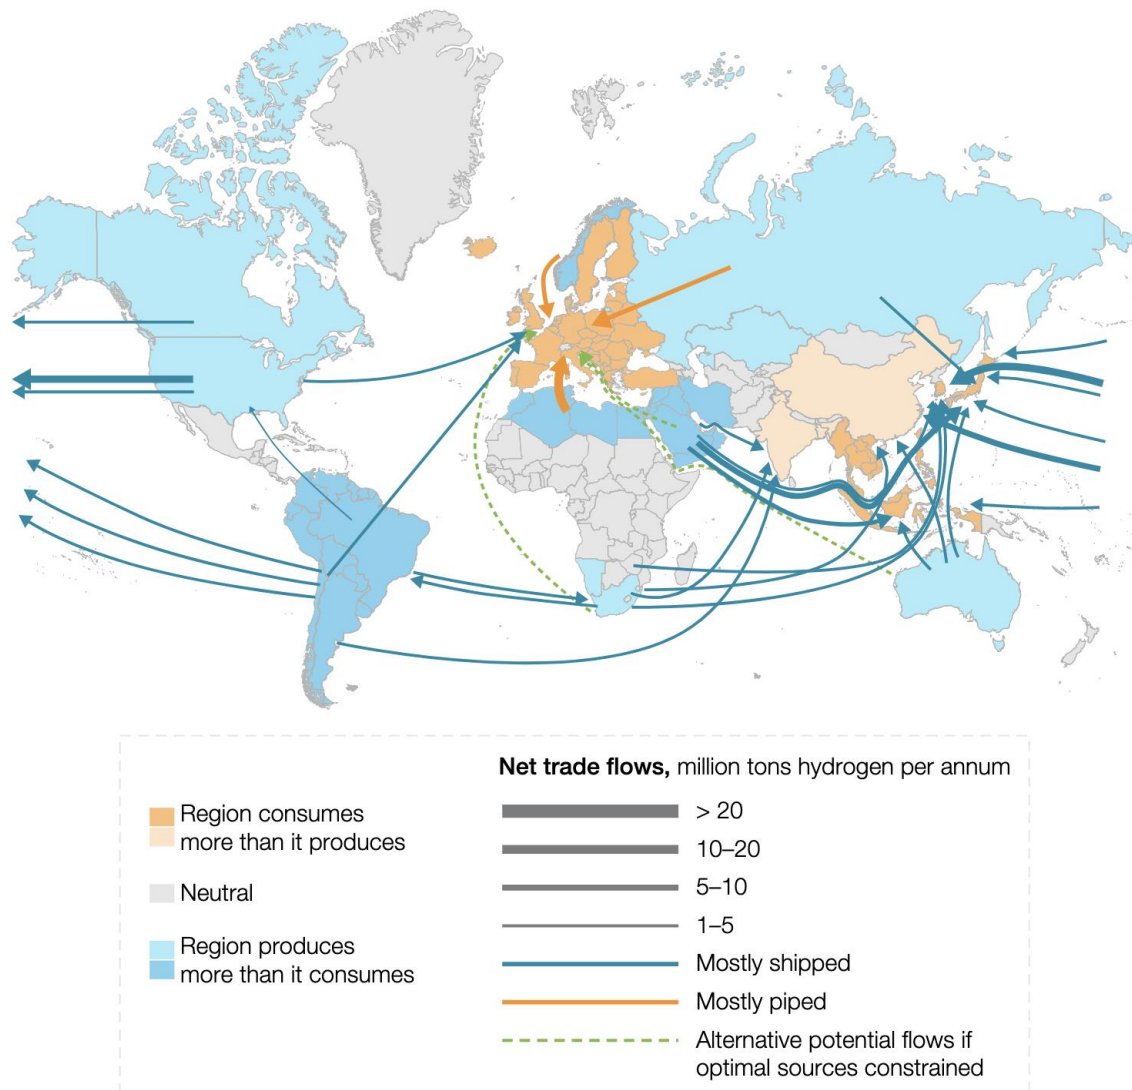 Net trade flows, million tons hydrogen per annum
Region consumes
more than it produces
Neutral
Region produces
more than it consumes
> 20
10–20
5–10
1–5
Mostly shipped
Mostly piped
Alternative potential flows if
optimal sources constrained